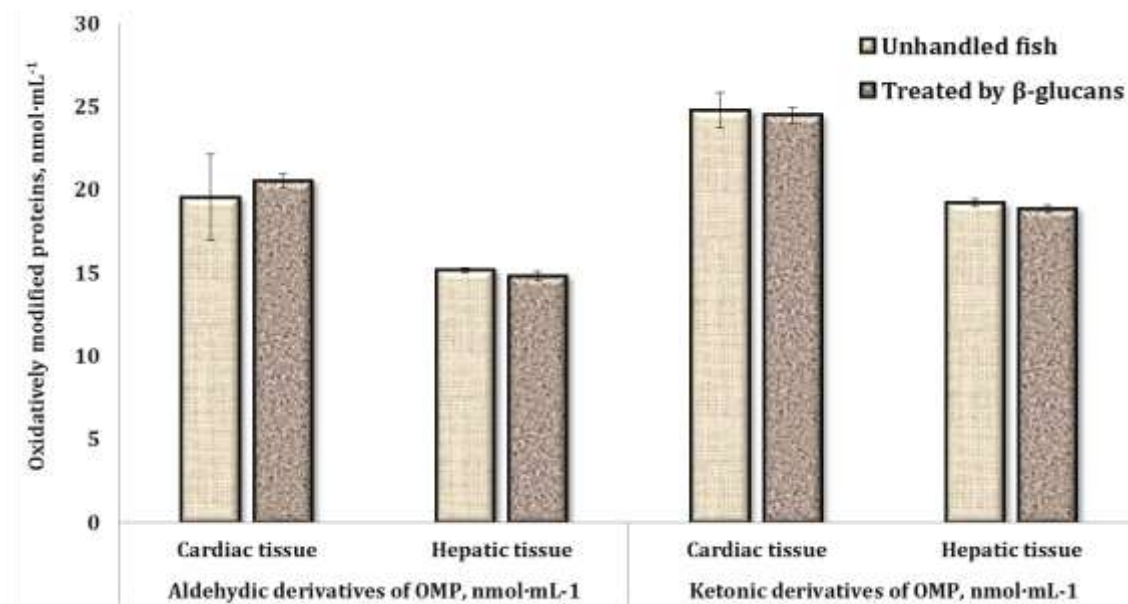 Oxidatively modified proteins, nmol·mL-1
30
25
20
15
10
5
0
Unhandled fish
Treated by β-glucans
Cardiac tissue
Hepatic tissue
Cardiac tissue
Hepatic tissue
Aldehydic derivatives of OMP, nmol·mL-1
Ketonic derivatives of OMP, nmol·mL-1